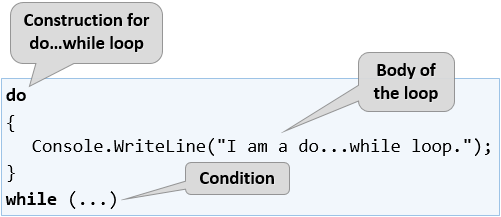 Construction for
do...while loop
Body of
the loop
do
{
Console.WriteLine("I am a do...while loop.");
}
Condition
while (...)